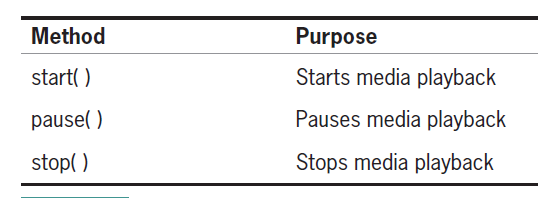 Method Purpose
start( ) Starts media playback
pause( ) Pauses media playback
stop( ) Stops media playback